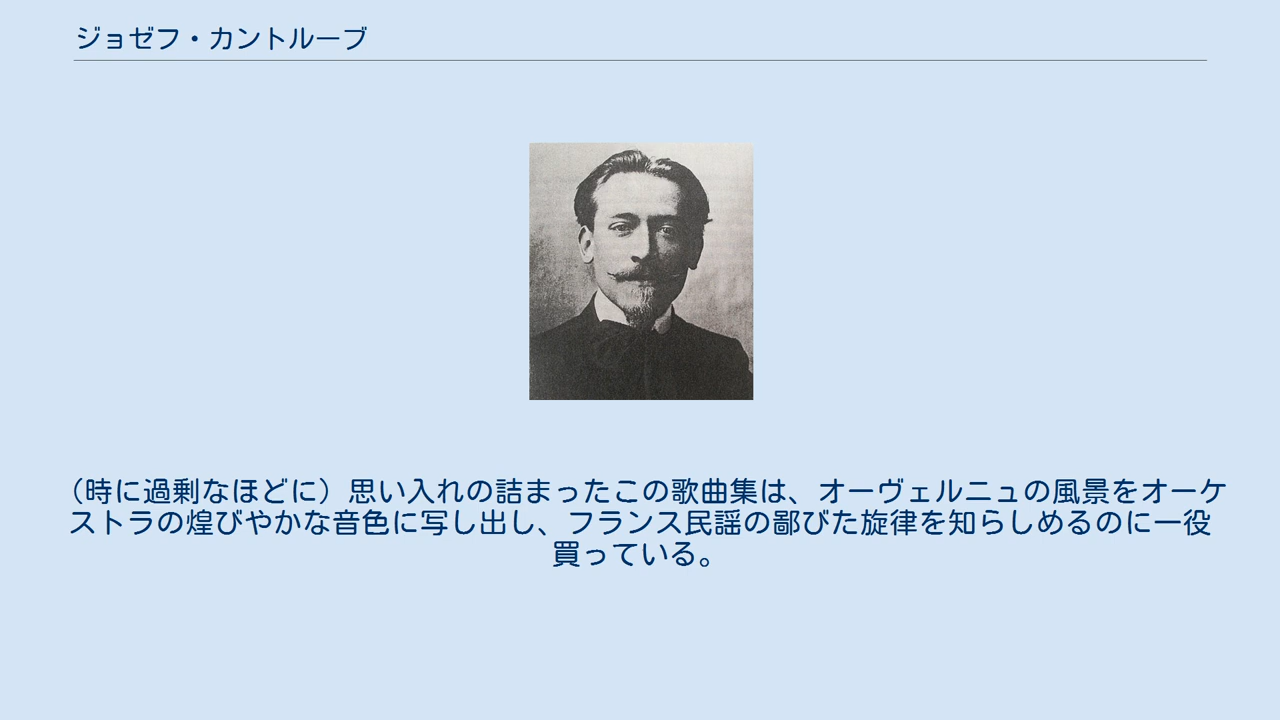 ジョゼフ・カントルーブ
（時に過剰なほどに）思い入れの詰まったこの歌曲集は、オーヴェルニュの風景をオーケ
ストラの煌びやかな音色に写し出し、フランス民謡の鄙びた旋律を知らしめるのに一役
買っている。